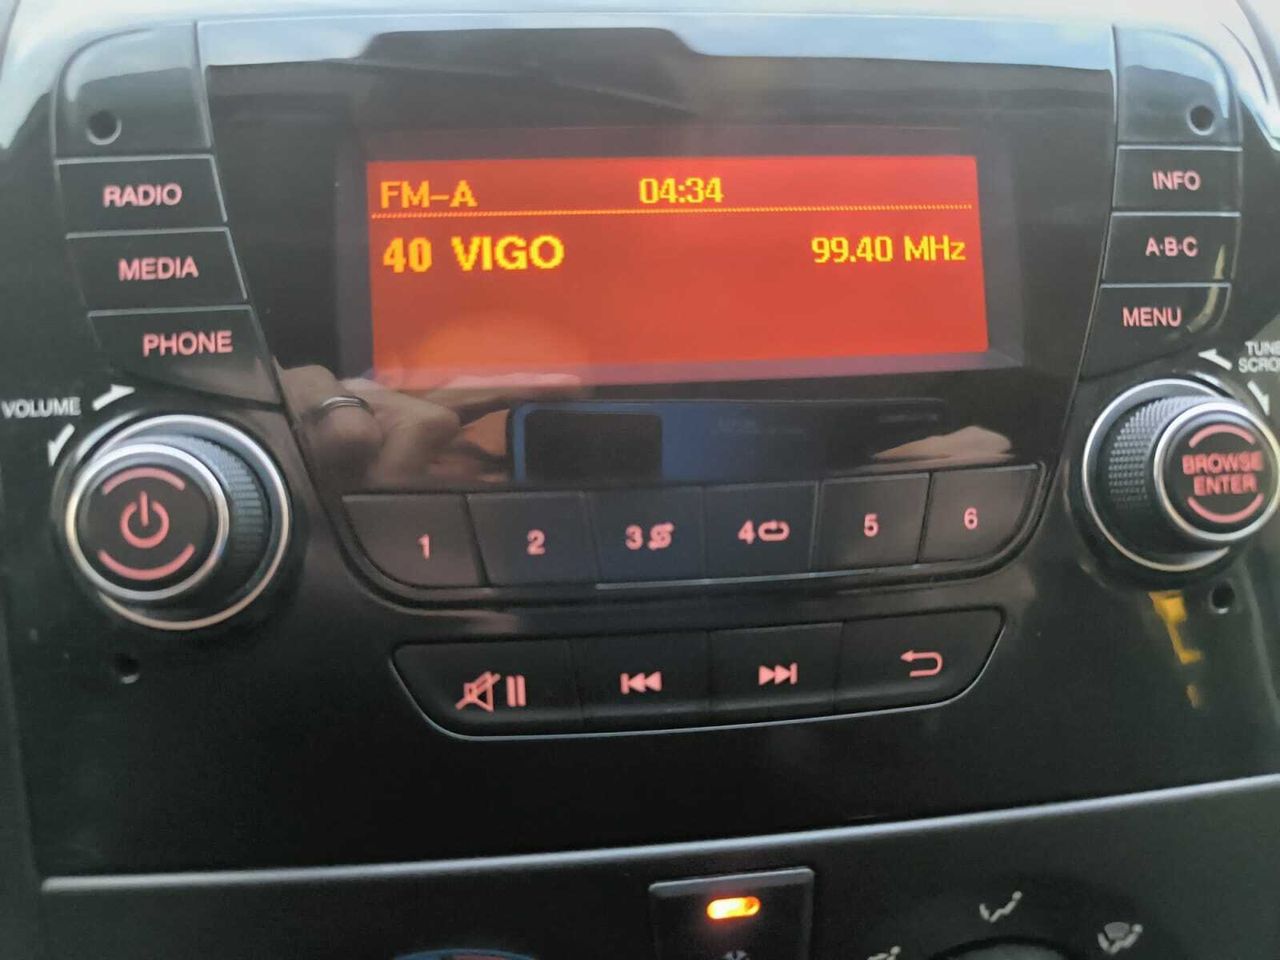 FM-A 04:34
40 VIGO 99.40 MHz
RADIO
MEDIA
PHONE
VOLUME
INFO
A·B·C
MENU
BROWSE
ENTER
1 2 3 4 5 6